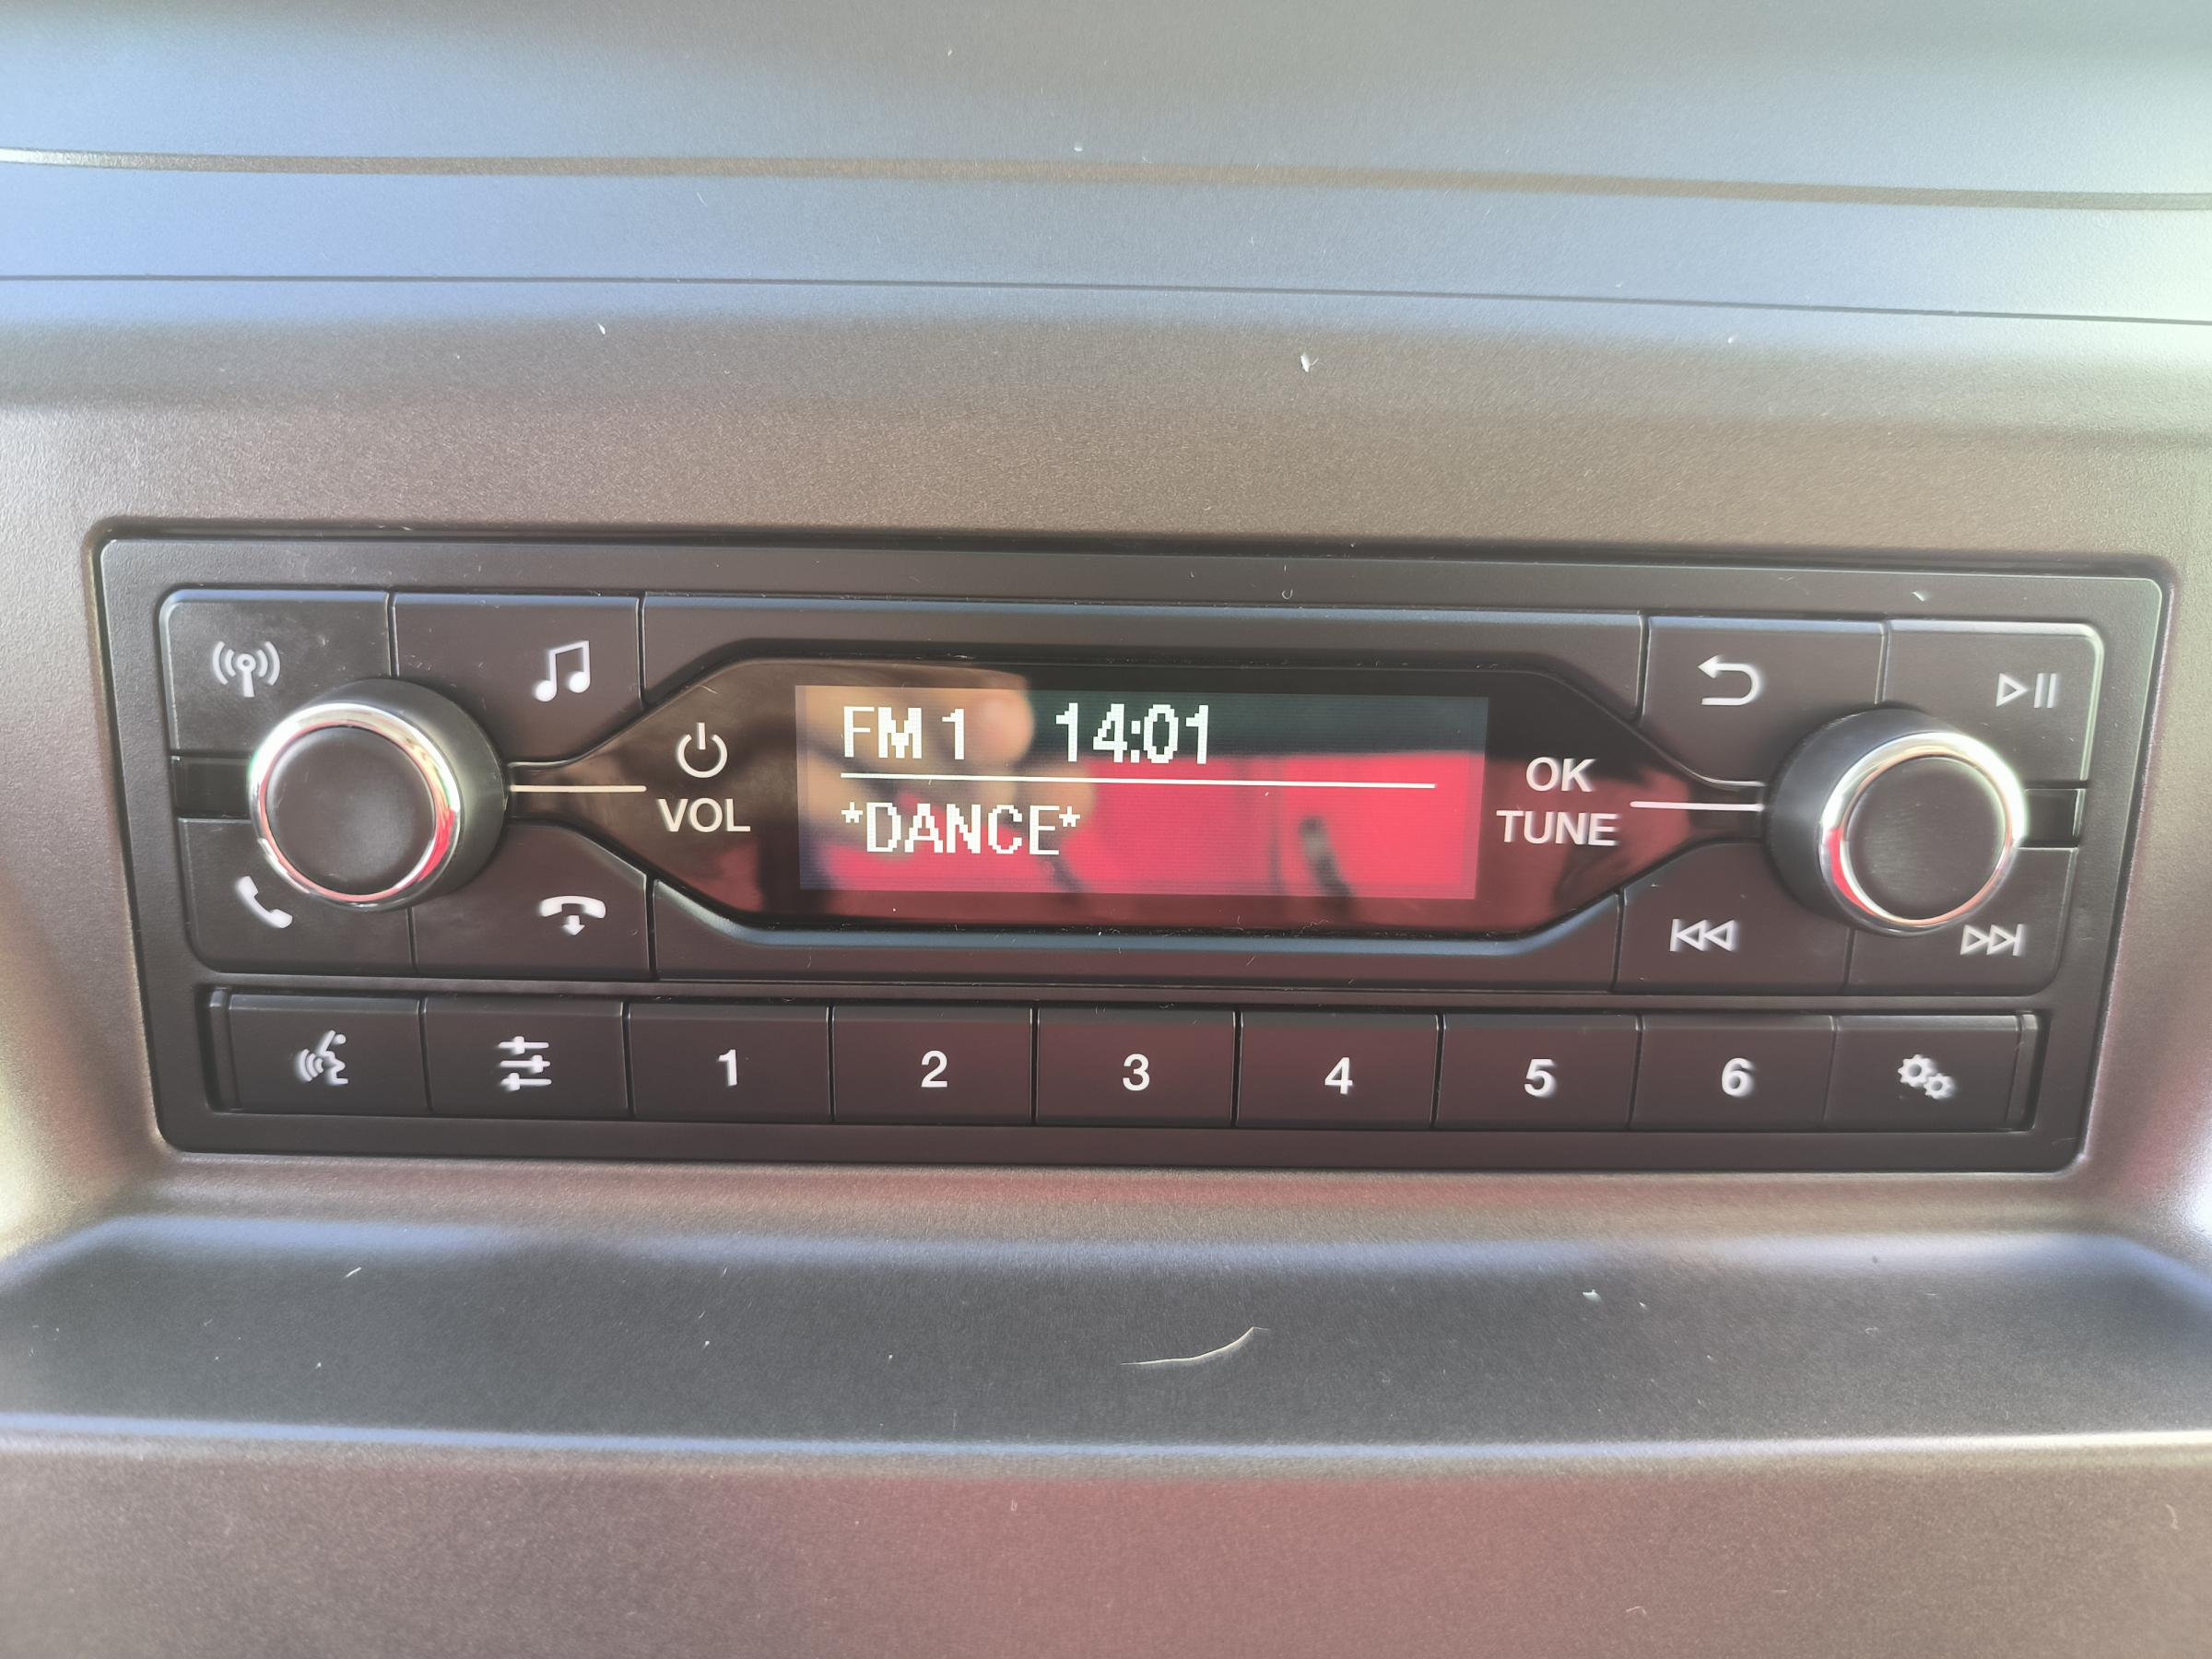 FM 1 14:01
VOL
*DANCE*
OK
TUNE
1 2 3 4 5 6